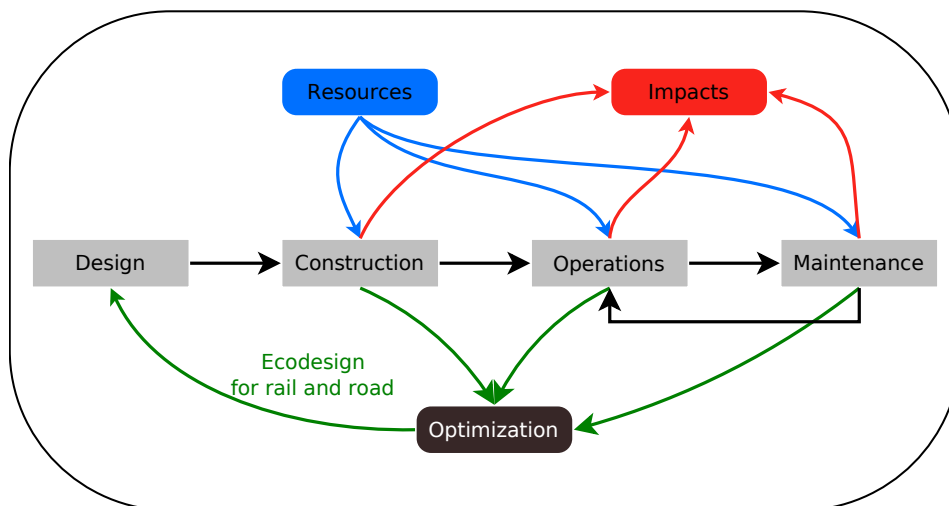 Resources
Impacts
Design
Construction
Operations
Maintenance
Ecodesign
for rail and road
Optimization